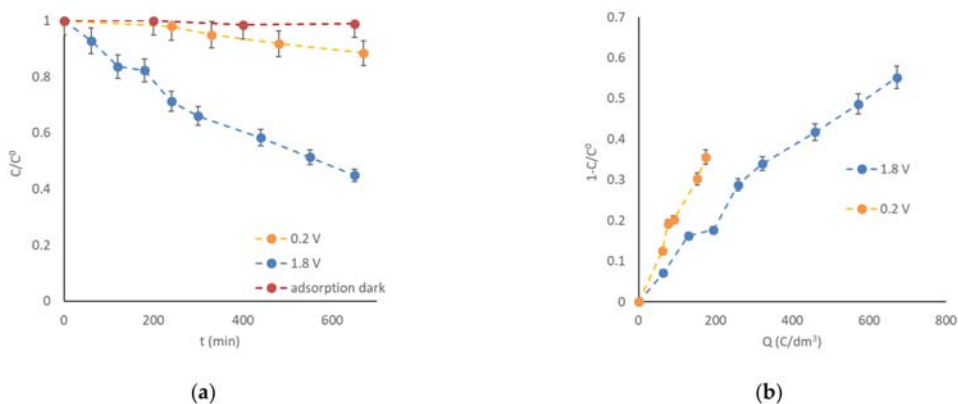 1
0.8
0.6
0.4
0.2
0
C/C⁰
0 200 400 600
t (min)
0.2 V
1.8 V
adsorption dark
(a)
0.7
0.6
0.5
0.4
0.3
0.2
0.1
0
1-C/C⁰
0 200 400 600 800
Q (C/dm³)
1.8 V
0.2 V
(b)